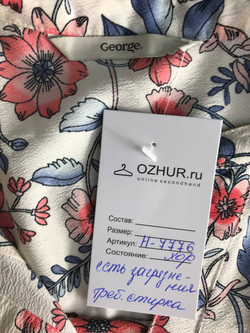 George.
OZHUR.ru
online secondhand
Состав:
Размер:
Артикул: Н-7776
Состояние: хор
есть загрязне-
ния
треб. стирка